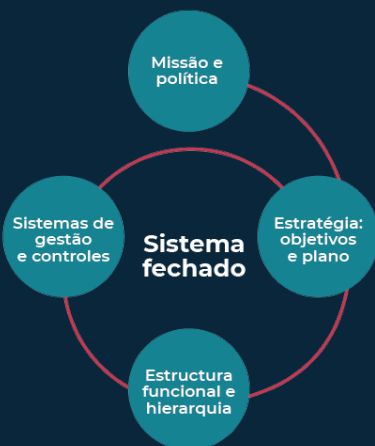 Missão e
política
Estratégia:
objetivos
e plano
Estructura
funcional e
hierarquia
Sistemas de
gestão
e controles
Sistema
fechado